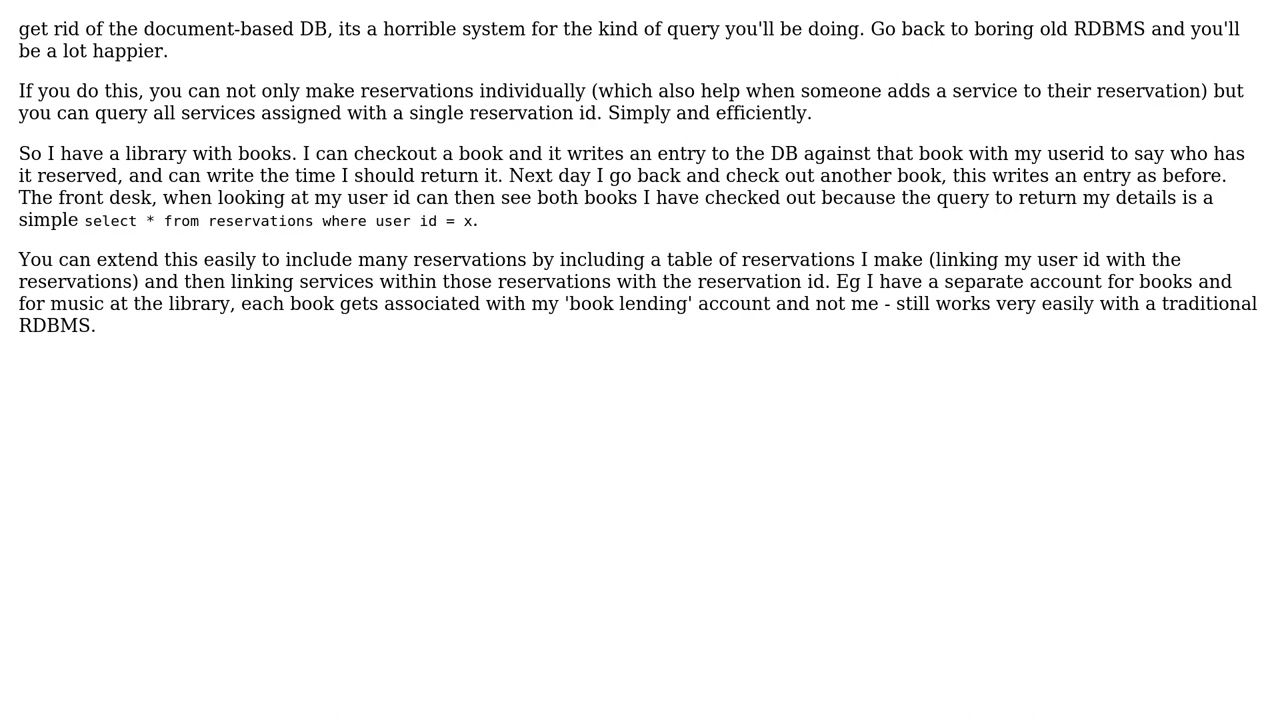 get rid of the document-based DB, its a horrible system for the kind of query you'll be doing. Go back to boring old RDBMS and you'll
be a lot happier.
If you do this, you can not only make reservations individually (which also help when someone adds a service to their reservation) but
you can query all services assigned with a single reservation id. Simply and efficiently.
So I have a library with books. I can checkout a book and it writes an entry to the DB against that book with my userid to say who has
it reserved, and can write the time I should return it. Next day I go back and check out another book, this writes an entry as before.
The front desk, when looking at my user id can then see both books I have checked out because the query to return my details is a
simple select * from reservations where user id = x.
You can extend this easily to include many reservations by including a table of reservations I make (linking my user id with the
reservations) and then linking services within those reservations with the reservation id. Eg I have a separate account for books and
for music at the library, each book gets associated with my 'book lending' account and not me - still works very easily with a traditional
RDBMS.